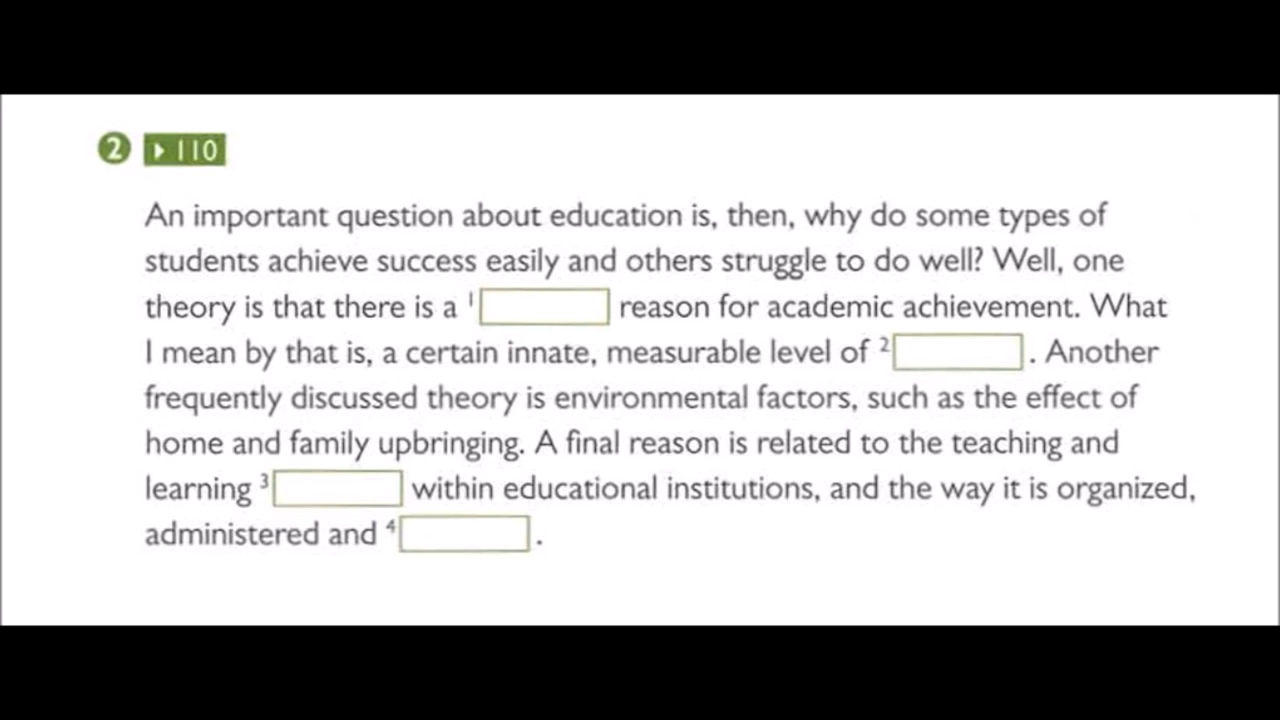 2 110
An important question about education is, then, why do some types of
students achieve success easily and others struggle to do well? Well, one
theory is that there is a 1 reason for academic achievement. What
I mean by that is, a certain innate, measurable level of 2 . Another
frequently discussed theory is environmental factors, such as the effect of
home and family upbringing. A final reason is related to the teaching and
learning 3 within educational institutions, and the way it is organized,
administered and 4 .